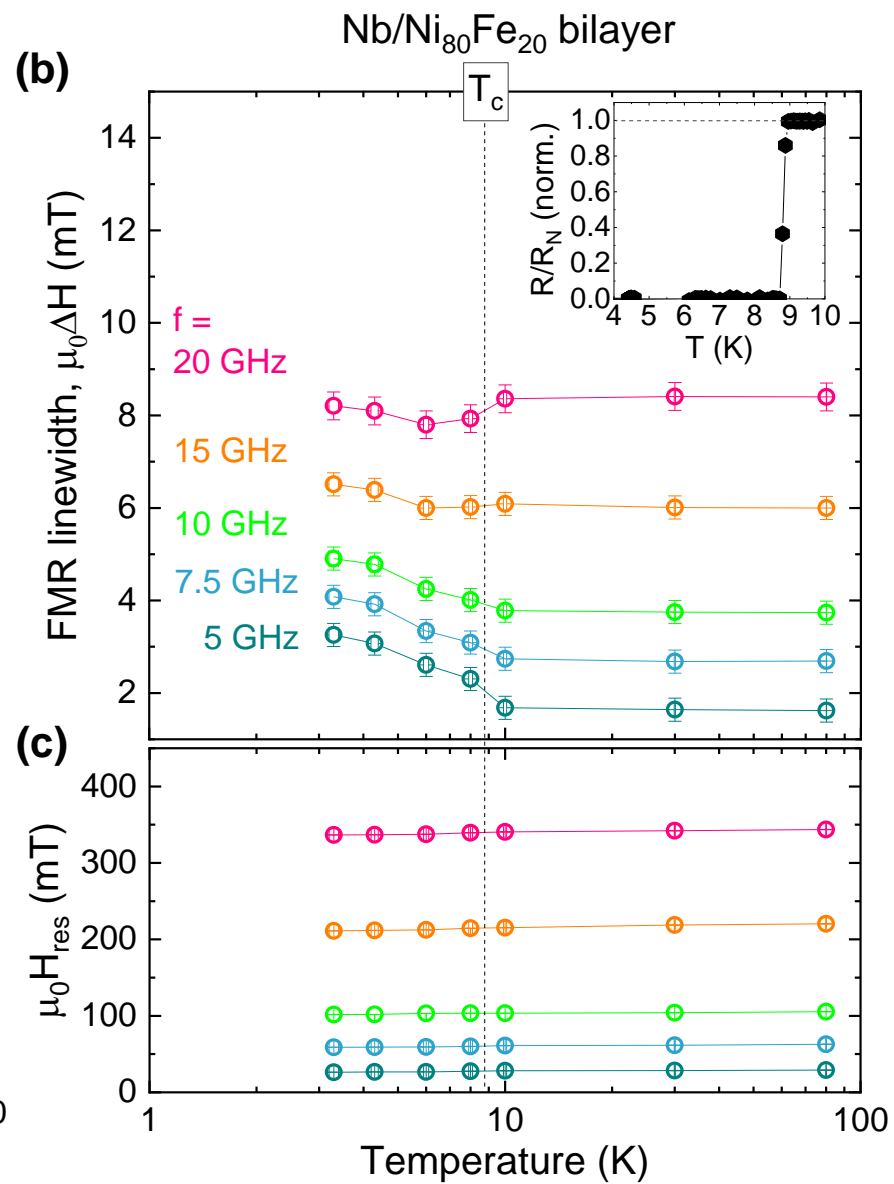 Nb/Ni80Fe20 bilayer
(b)
Tc
14
12
10
8
6
4
2
FMR linewidth, μ0ΔH (mT)
f =
20 GHz
15 GHz
10 GHz
7.5 GHz
5 GHz
1.0
0.8
0.6
0.4
0.2
0.0
R/RN (norm.)
4 5 6 7 8 9 10
T (K)
(c)
400
300
200
100
0
μ0Hres (mT)
0
1 10 100
Temperature (K)